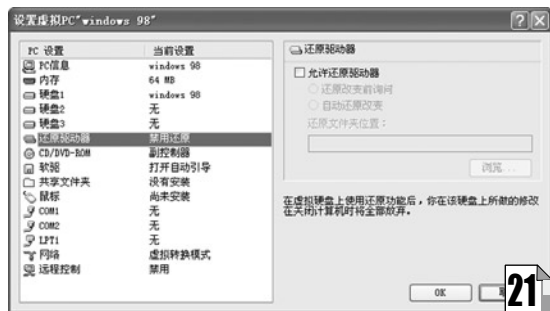 设置虚拟PC"windows 98"
PC 设置 当前设置
PC信息 windows 98
内存 64 MB
硬盘1 windows 98
硬盘2 无
硬盘3 无
还原驱动器 禁用还原
CD/DVD-ROM 副控制器
软驱 打开自动引导
共享文件夹 没有安装
鼠标 尚未安装
COM1 无
COM2 无
LPT1 无
网络 虚拟转换模式
远程控制 禁用
还原驱动器
允许还原驱动器
还原改变前询问
自动还原改变
还原文件夹位置：
浏览...
在虚拟硬盘上使用还原功能后，你在该硬盘上所做的修改
在关闭计算机时将全部放弃。
OK
21